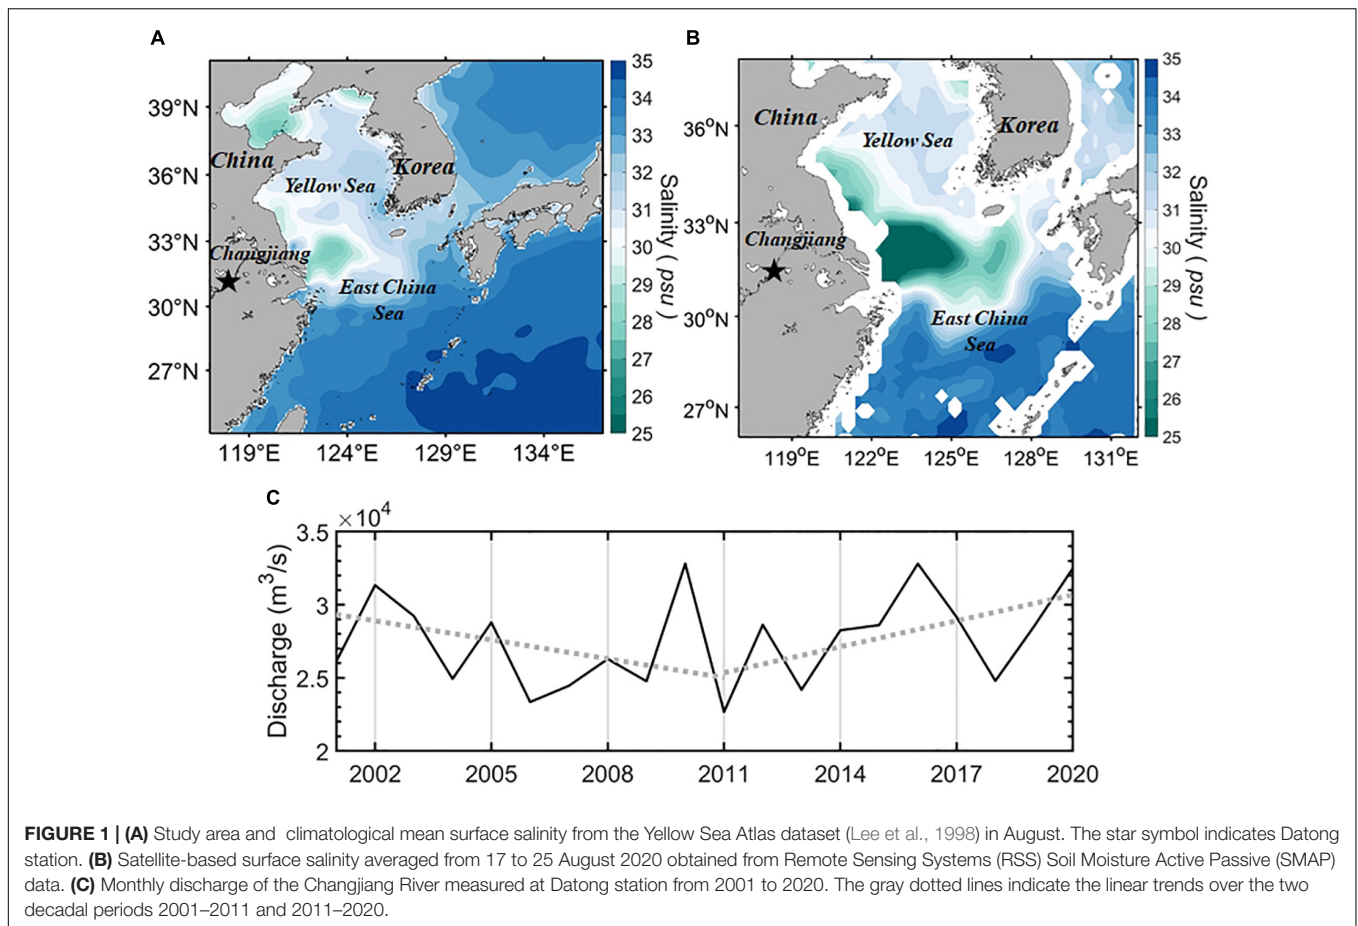 A
39°N
36°N
33°N
30°N
27°N
119°E
124°E
129°E
134°E
China
Korea
Yellow Sea
Changjiang
East China
Sea
35
34
33
32
31
30
29
28
27
26
25
Salinity ( psu )
B
36°N
33°N
30°N
27°N
119°E
122°E
125°E
128°E
131°E
China
Korea
Yellow Sea
Changjiang
East China
Sea
35
34
33
32
31
30
29
28
27
26
25
Salinity ( psu )
C
×10⁴
3.5
3
2.5
2
Discharge (m³/s)
2002
2005
2008
2011
2014
2017
2020
FIGURE 1 | (A) Study area and climatological mean surface salinity from the Yellow Sea Atlas dataset (Lee et al., 1998) in August. The star symbol indicates Datong
station. (B) Satellite-based surface salinity averaged from 17 to 25 August 2020 obtained from Remote Sensing Systems (RSS) Soil Moisture Active Passive (SMAP)
data. (C) Monthly discharge of the Changjiang River measured at Datong station from 2001 to 2020. The gray dotted lines indicate the linear trends over the two
decadal periods 2001–2011 and 2011–2020.